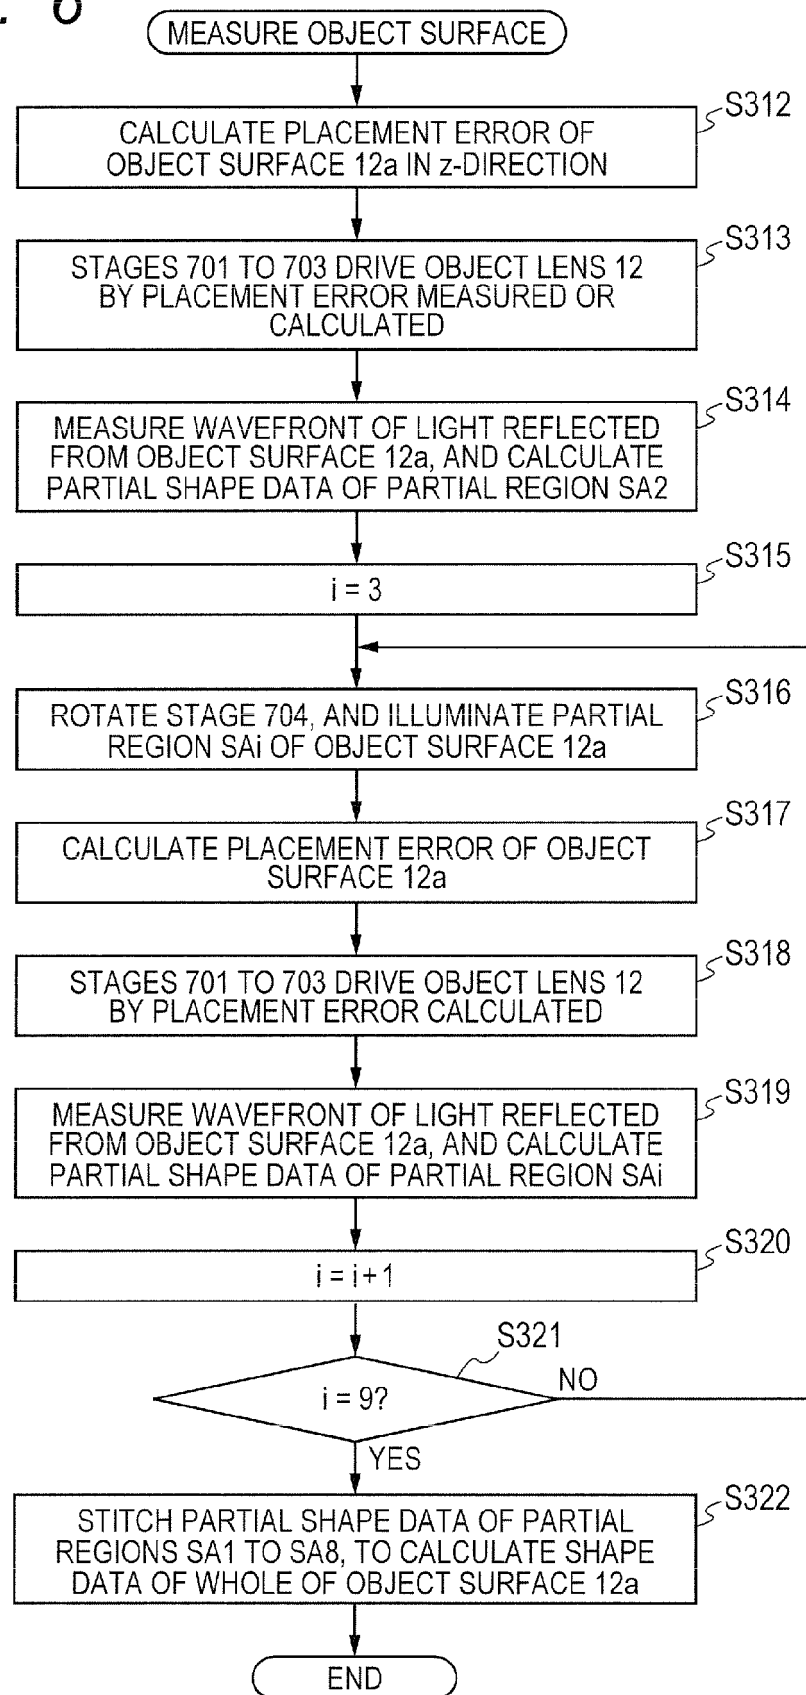 . 6
MEASURE OBJECT SURFACE
S312
CALCULATE PLACEMENT ERROR OF
OBJECT SURFACE 12a IN z-DIRECTION
S313
STAGES 701 TO 703 DRIVE OBJECT LENS 12
BY PLACEMENT ERROR MEASURED OR
CALCULATED
S314
MEASURE WAVEFRONT OF LIGHT REFLECTED
FROM OBJECT SURFACE 12a, AND CALCULATE
PARTIAL SHAPE DATA OF PARTIAL REGION SA2
S315
i = 3
S316
ROTATE STAGE 704, AND ILLUMINATE PARTIAL
REGION SAi OF OBJECT SURFACE 12a
S317
CALCULATE PLACEMENT ERROR OF OBJECT
SURFACE 12a
S318
STAGES 701 TO 703 DRIVE OBJECT LENS 12
BY PLACEMENT ERROR CALCULATED
S319
MEASURE WAVEFRONT OF LIGHT REFLECTED
FROM OBJECT SURFACE 12a, AND CALCULATE
PARTIAL SHAPE DATA OF PARTIAL REGION SAi
S320
i = i+1
S321
i = 9?
NO
YES
S322
STITCH PARTIAL SHAPE DATA OF PARTIAL
REGIONS SA1 TO SA8, TO CALCULATE SHAPE
DATA OF WHOLE OF OBJECT SURFACE 12a
END